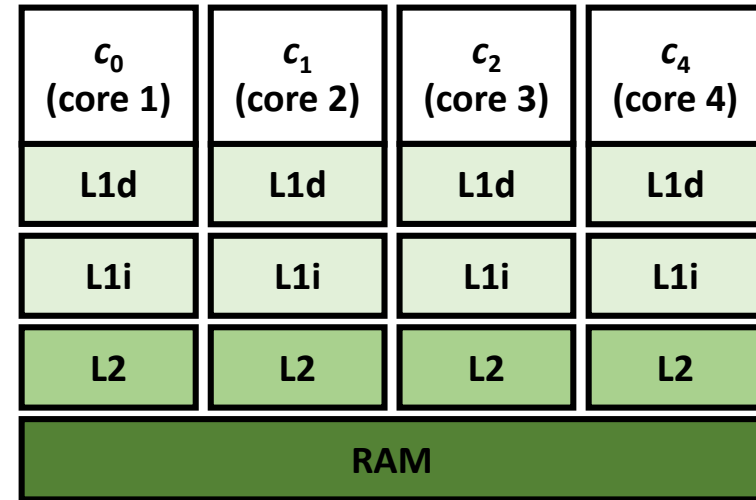 c₀ c₁ c₂ c₄
(core 1) (core 2) (core 3) (core 4)
L1d L1d L1d L1d
L1i L1i L1i L1i
L2 L2 L2 L2
RAM